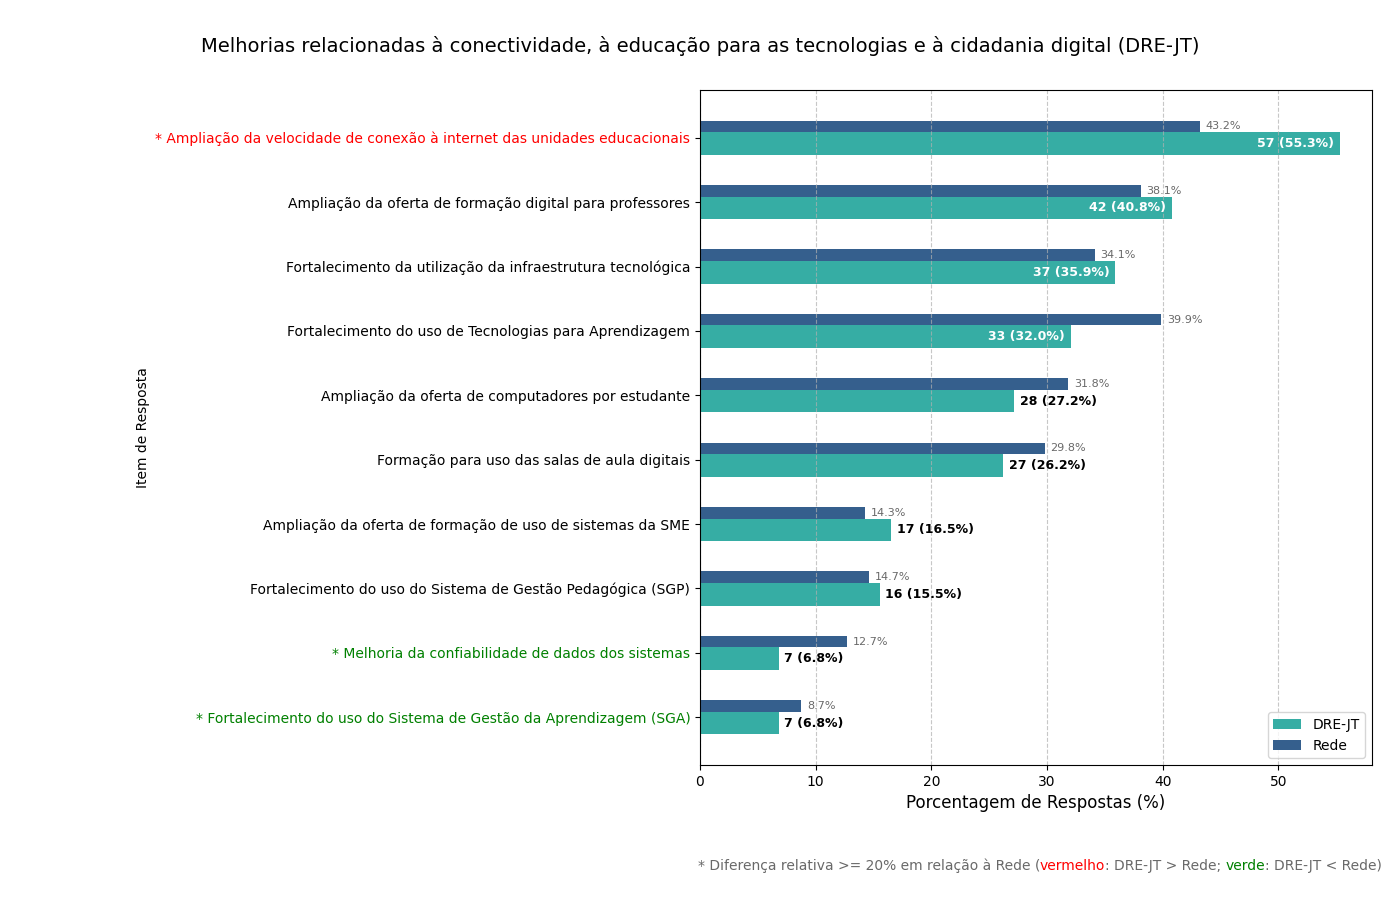 Melhorias relacionadas à conectividade, à educação para as tecnologias e à cidadania digital (DRE-JT)
Item de Resposta
* Ampliação da velocidade de conexão à internet das unidades educacionais
43.2%
57 (55.3%)
Ampliação da oferta de formação digital para professores
38.1%
42 (40.8%)
Fortalecimento da utilização da infraestrutura tecnológica
34.1%
37 (35.9%)
Fortalecimento do uso de Tecnologias para Aprendizagem
39.9%
33 (32.0%)
Ampliação da oferta de computadores por estudante
31.8%
28 (27.2%)
Formação para uso das salas de aula digitais
29.8%
27 (26.2%)
Ampliação da oferta de formação de uso de sistemas da SME
14.3%
17 (16.5%)
Fortalecimento do uso do Sistema de Gestão Pedagógica (SGP)
14.7%
16 (15.5%)
* Melhoria da confiabilidade de dados dos sistemas
12.7%
7 (6.8%)
* Fortalecimento do uso do Sistema de Gestão da Aprendizagem (SGA)
8.7%
7 (6.8%)
DRE-JT
Rede
0 10 20 30 40 50
Porcentagem de Respostas (%)
* Diferença relativa >= 20% em relação à Rede (vermelho: DRE-JT > Rede; verde: DRE-JT < Rede)